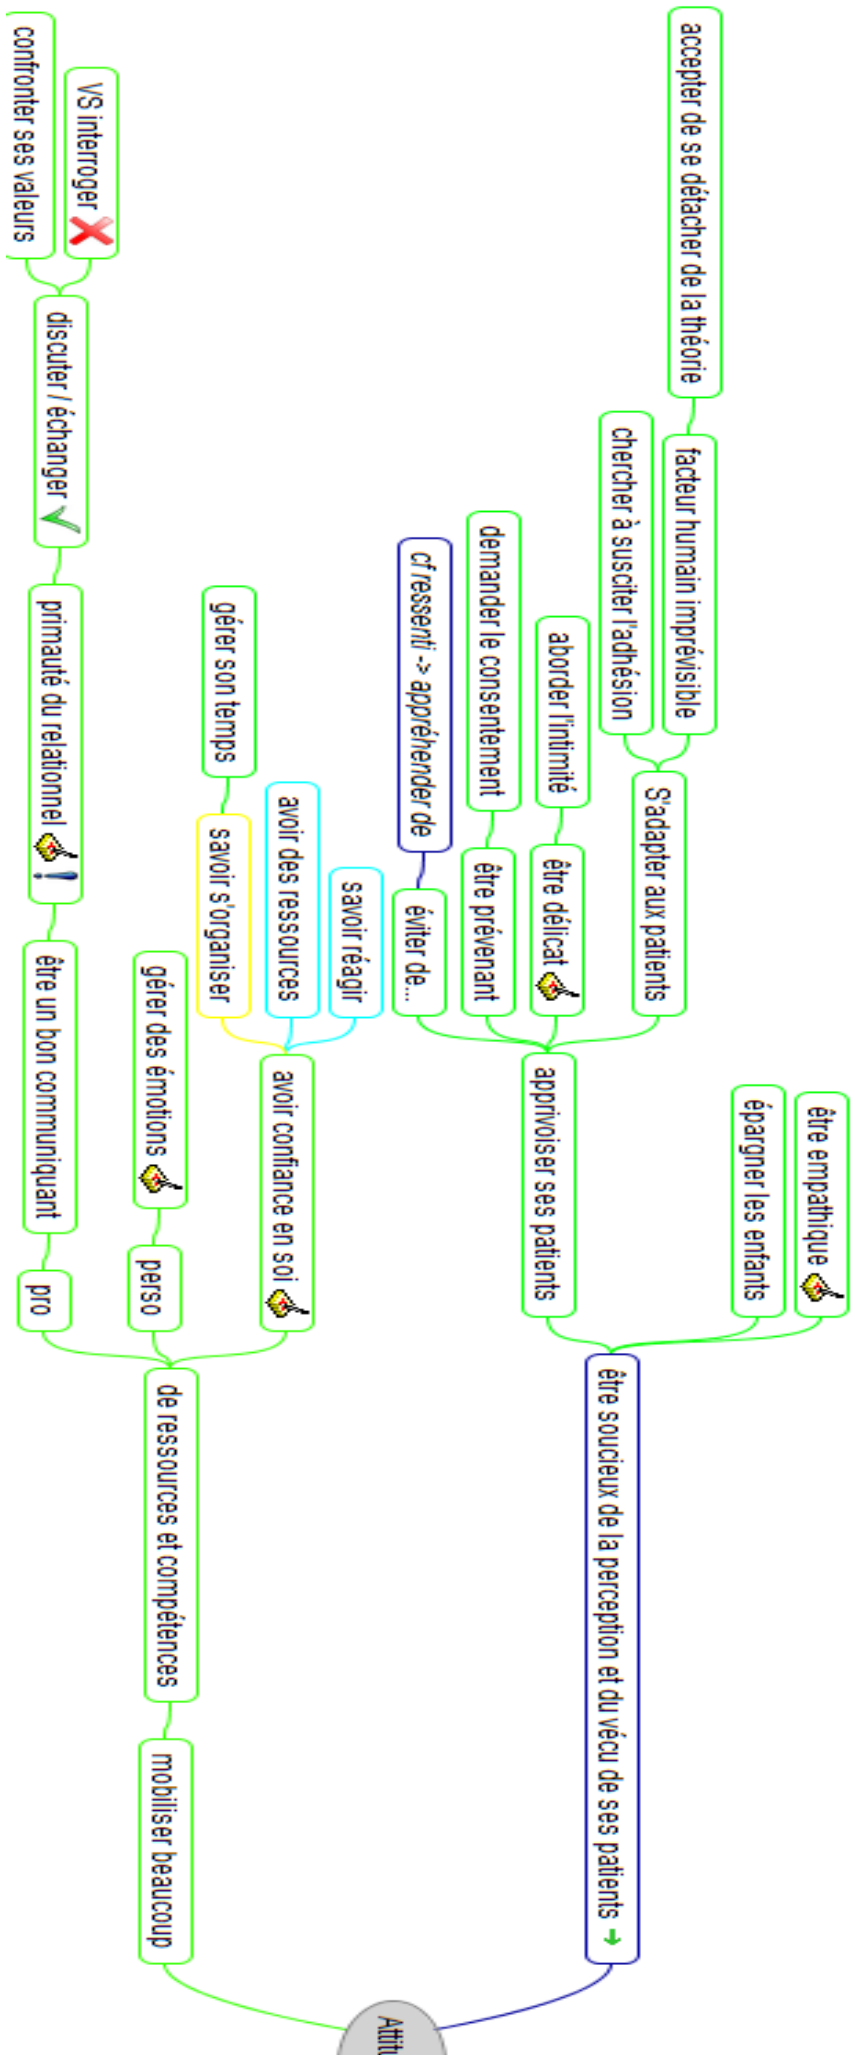 être empathique
épargner les enfants
accepter de se détacher de la théorie
facteur humain imprévisible
chercher à susciter l'adhésion
S'adapter aux patients
aborder l'intimité
être délicat
demander le consentement
être prévenant
cf ressenti -> appréhender de
éviter de...
apprivoiser ses patients
être soucieux de la perception et du vécu de ses patients
savoir réagir
avoir des ressources
gérer son temps
savoir s'organiser
avoir confiance en soi
gérer des émotions
perso
VS interroger
confronter ses valeurs
discuter / échanger
primauté du relationnel
être un bon communiquant
pro
de ressources et compétences
mobiliser beaucoup